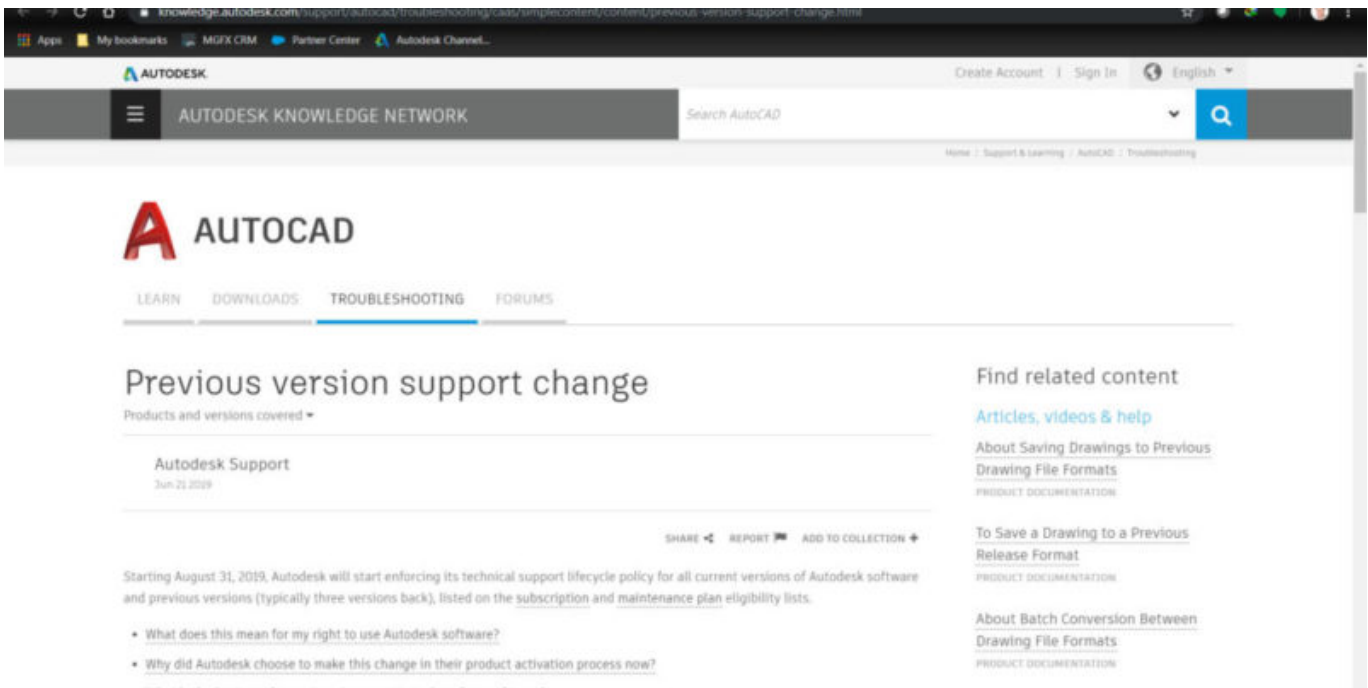 knowledge.autodesk.com/support/autocad/troubleshooting/caas/simplecontent/content/previous-version-support-change.html
Apps My bookmarks MGFX CRM Partner Center Autodesk Channel...
AUTODESK. Create Account | Sign In English
AUTODESK KNOWLEDGE NETWORK Search AutoCAD
Home / Support & Learning / AutoCAD / Troubleshooting
AUTOCAD
LEARN DOWNLOADS TROUBLESHOOTING FORUMS
Previous version support change
Products and versions covered
Autodesk Support
Jun 21 2019
SHARE REPORT ADD TO COLLECTION +
Starting August 31, 2019, Autodesk will start enforcing its technical support lifecycle policy for all current versions of Autodesk software
and previous versions (typically three versions back), listed on the subscription and maintenance plan eligibility lists.
• What does this mean for my right to use Autodesk software?
• Why did Autodesk choose to make this change in their product activation process now?
Find related content
Articles, videos & help
About Saving Drawings to Previous
Drawing File Formats
PRODUCT DOCUMENTATION
To Save a Drawing to a Previous
Release Format
PRODUCT DOCUMENTATION
About Batch Conversion Between
Drawing File Formats
PRODUCT DOCUMENTATION